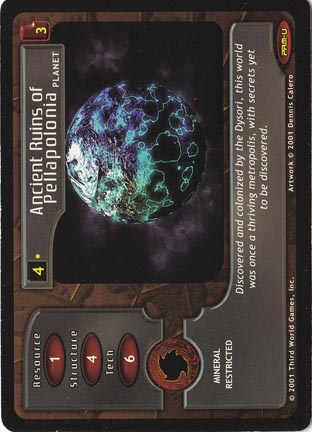 3
Ancient Ruins of
Pellapolonia
PLANET
4
PRM-U
Resource
1
Structure
4
Tech
6
MINERAL
RESTRICTED
Discovered and colonized by the Dysori, this world
was once a thriving metropolis, with secrets yet
to be discovered.
© 2001 Third World Games, Inc.
Artwork © 2001 Dennis Calero